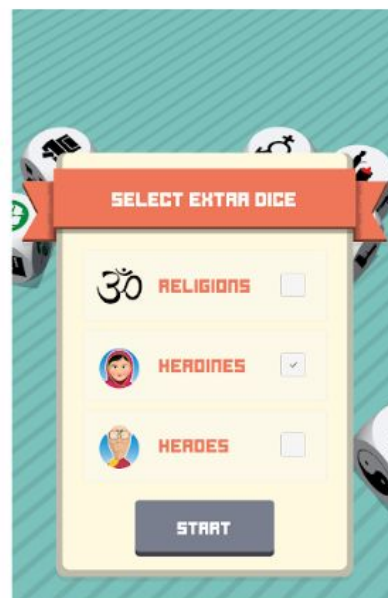 SELECT EXTRA DICE
ॐ RELIGIONS
HEROINES
HEROES
START